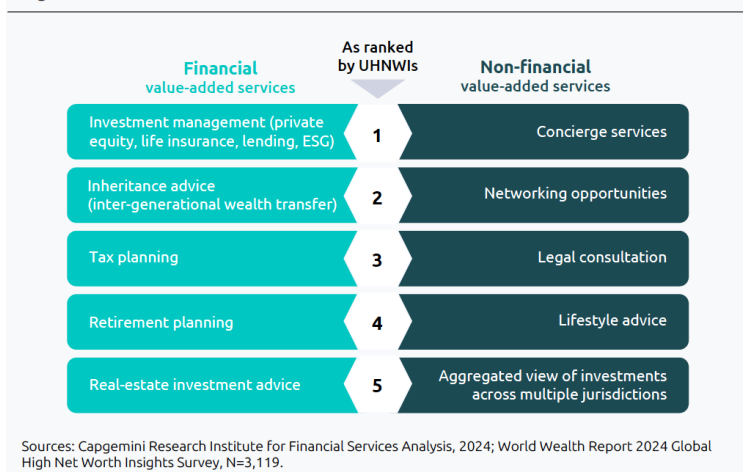 As ranked
by UHNWIs
Financial
value-added services
Non-financial
value-added services
Investment management (private
equity, life insurance, lending, ESG)
1
Concierge services
Inheritance advice
(inter-generational wealth transfer)
2
Networking opportunities
Tax planning
3
Legal consultation
Retirement planning
4
Lifestyle advice
Real-estate investment advice
5
Aggregated view of investments
across multiple jurisdictions
Sources: Capgemini Research Institute for Financial Services Analysis, 2024; World Wealth Report 2024 Global
High Net Worth Insights Survey, N=3,119.